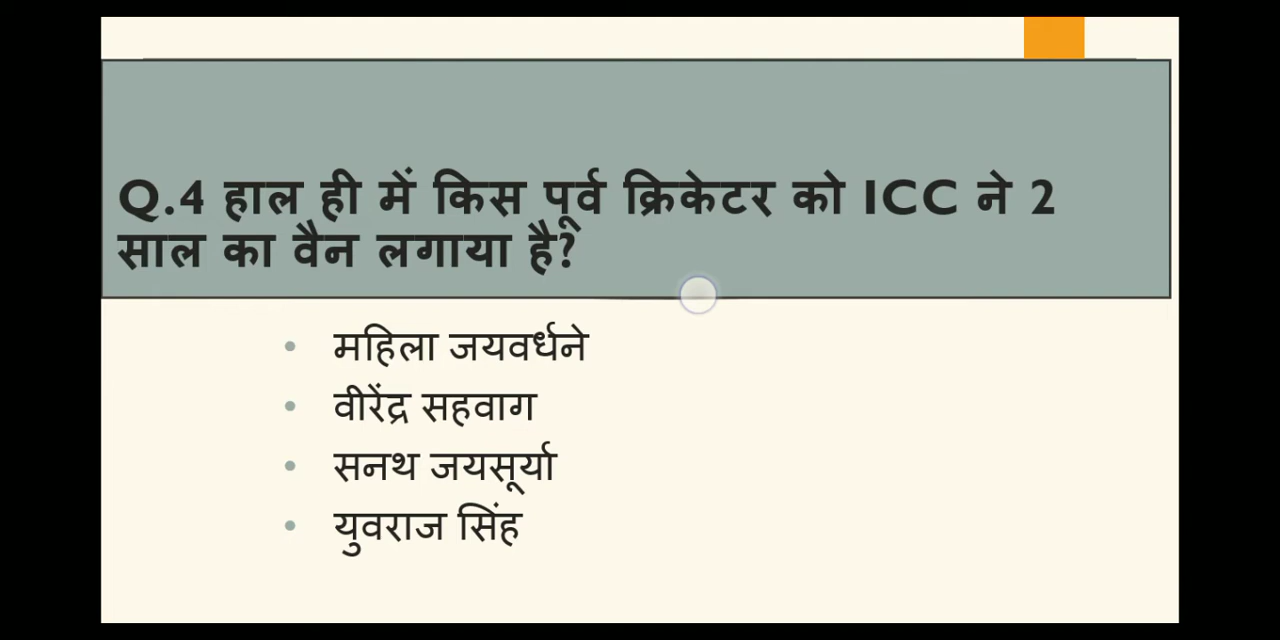 Q.4 हाल ही में किस पूर्व क्रिकेटर को ICC ने 2
साल का वैन लगाया है?
• महिला जयवर्धने
• वीरेंद्र सहवाग
• सनथ जयसूर्या
• युवराज सिंह